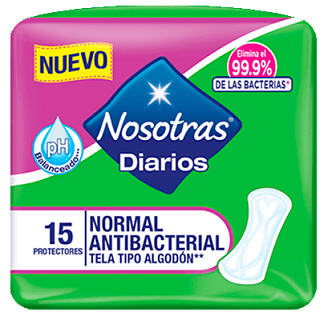 NUEVO
Elimina el
99.9%
DE LAS BACTERIAS*
pH
Balanceado...
Nosotras®
Diarios
15
PROTECTORES
NORMAL
ANTIBACTERIAL
TELA TIPO ALGODÓN**